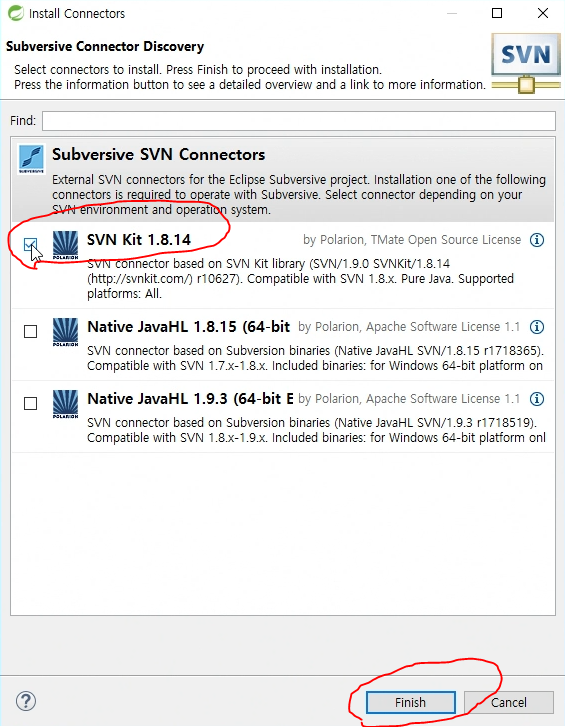 Install Connectors
Subversive Connector Discovery
Select connectors to install. Press Finish to proceed with installation.
Press the information button to see a detailed overview and a link to more information.
SVN
Find:
SUBVERSIVE
Subversive SVN Connectors
External SVN connectors for the Eclipse Subversive project. Installation one of the following
connectors is required to operate with Subversive. Select connector depending on your
SVN environment and operation system.
POLARION
SVN Kit 1.8.14
by Polarion, TMate Open Source License
SVN connector based on SVN Kit library (SVN/1.9.0 SVNKit/1.8.14
(http://svnkit.com/) r10627). Compatible with SVN 1.8.x. Pure Java. Supported
platforms: All.
POLARION
Native JavaHL 1.8.15 (64-bit
by Polarion, Apache Software License 1.1
SVN connector based on Subversion binaries (Native JavaHL SVN/1.8.15 r1718365).
Compatible with SVN 1.7.x-1.8.x. Included binaries: for Windows 64-bit platform on
POLARION
Native JavaHL 1.9.3 (64-bit E
by Polarion, Apache Software License 1.1
SVN connector based on Subversion binaries (Native JavaHL SVN/1.9.3 r1718519).
Compatible with SVN 1.8.x-1.9.x. Included binaries: for Windows 64-bit platform onl
?
Finish
Cancel